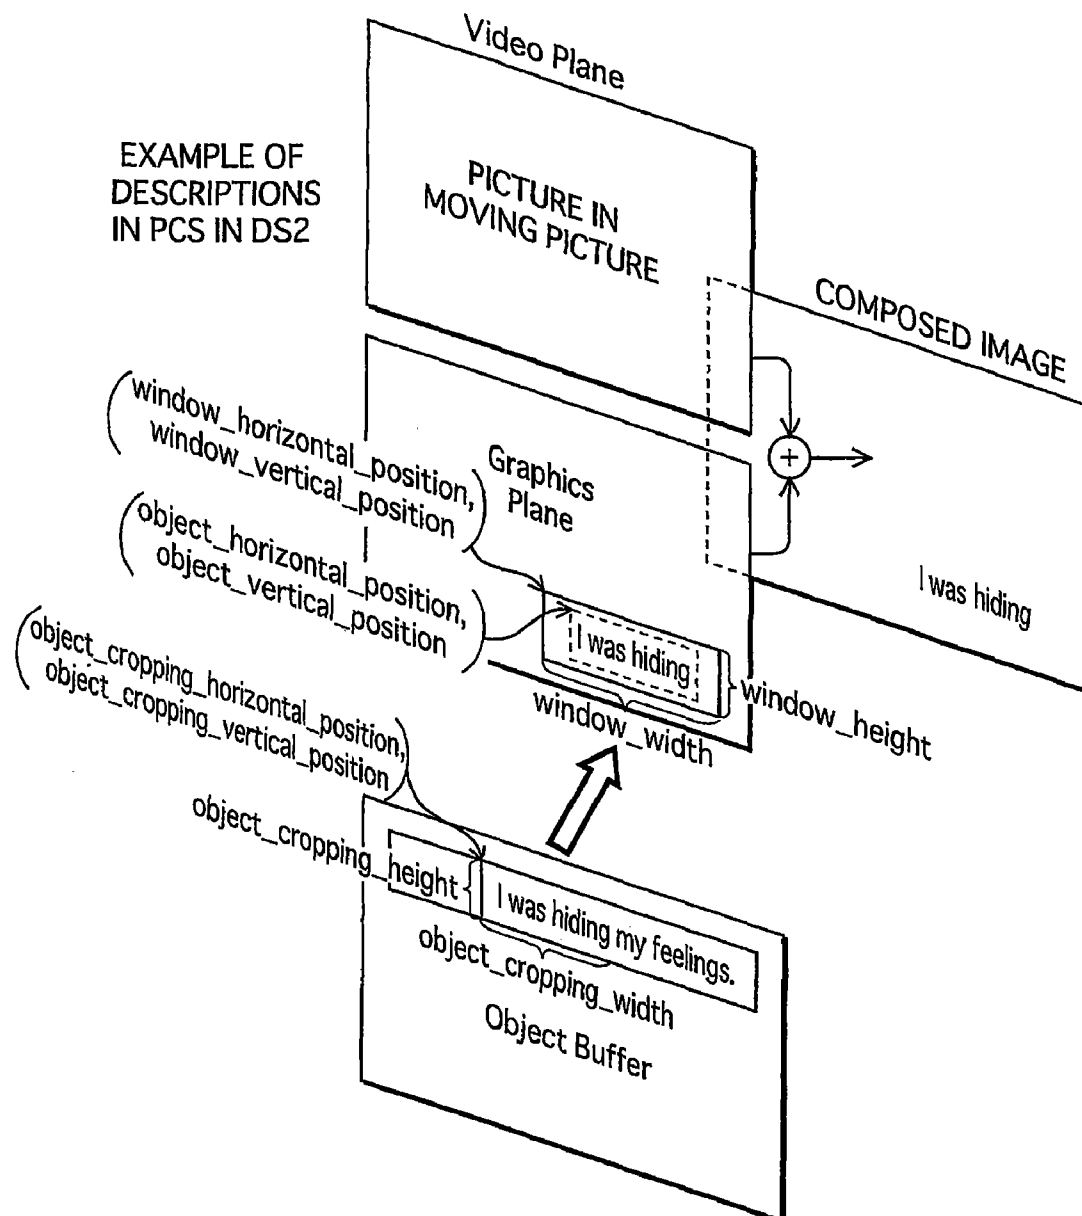 Video Plane
EXAMPLE OF
DESCRIPTIONS
IN PCS IN DS2
PICTURE IN
MOVING PICTURE
COMPOSED IMAGE
(window_horizontal_position,
window_vertical_position)
Graphics
Plane
(object_horizontal_position,
object_vertical_position)
+
I was hiding
I was hiding
window_height
window_width
(object_cropping_horizontal_position,
object_cropping_vertical_position)
object_cropping_height
I was hiding my feelings.
object_cropping_width
Object Buffer